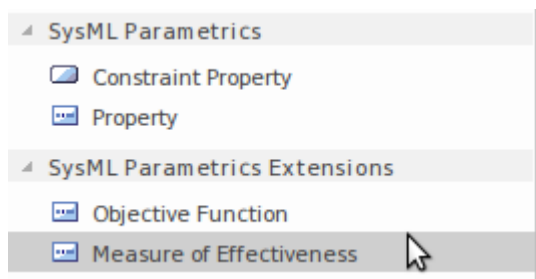 SysML Parametrics
Constraint Property
Property
SysML Parametrics Extensions
Objective Function
Measure of Effectiveness